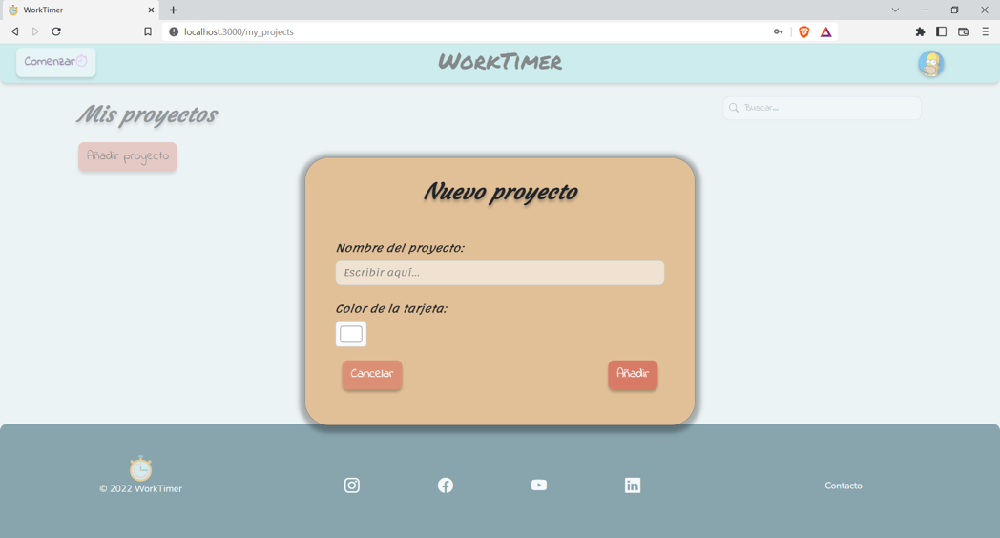 WorkTimer
localhost:3000/my_projects
Comenzar
WorkTimer
Mis proyectos
Buscar...
Añadir proyecto
Nuevo proyecto
Nombre del proyecto:
Escribir aquí...
Color de la tarjeta:
Cancelar
Añadir
© 2022 WorkTimer
Contacto